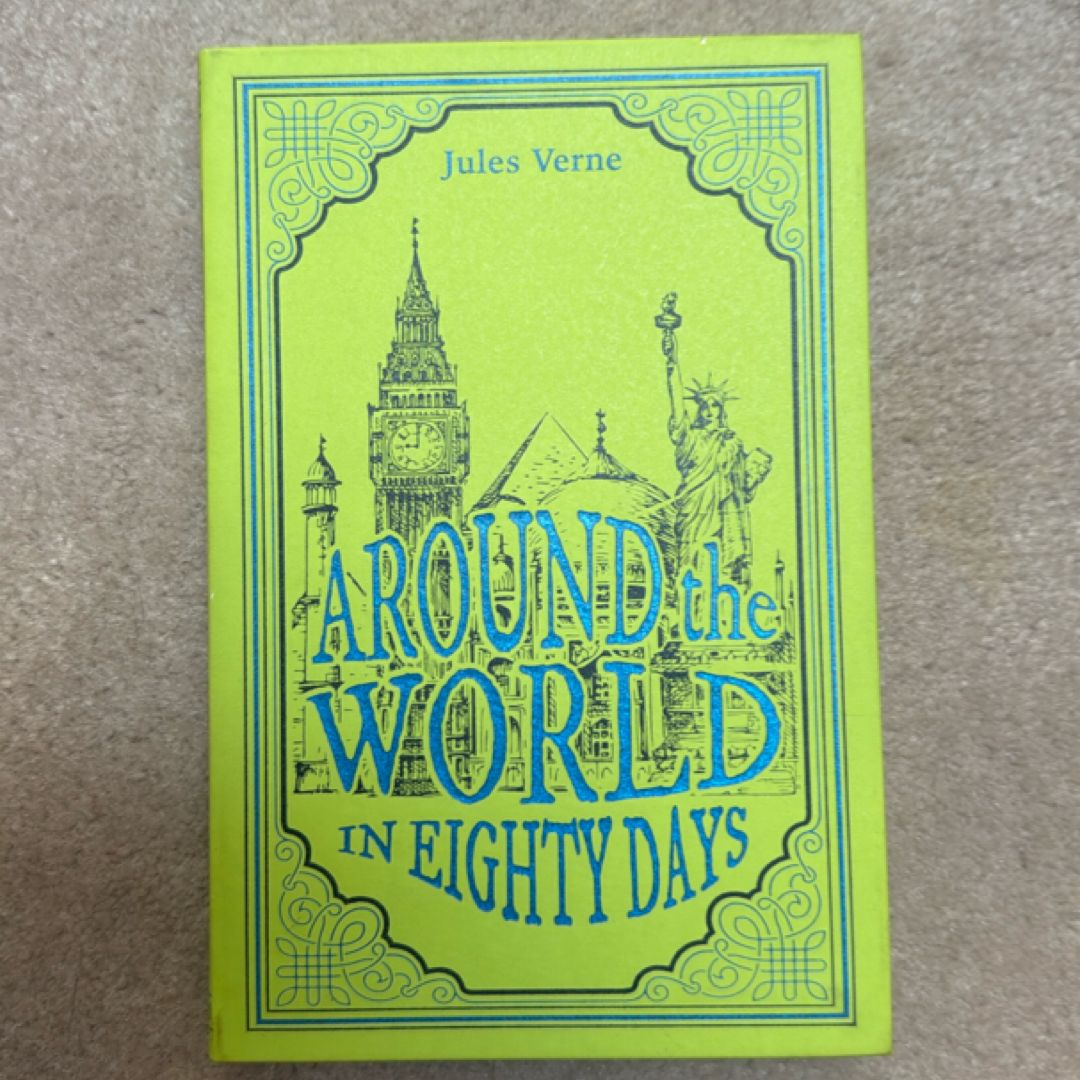 Jules Verne
AROUND the
WORLD
IN EIGHTY DAYS